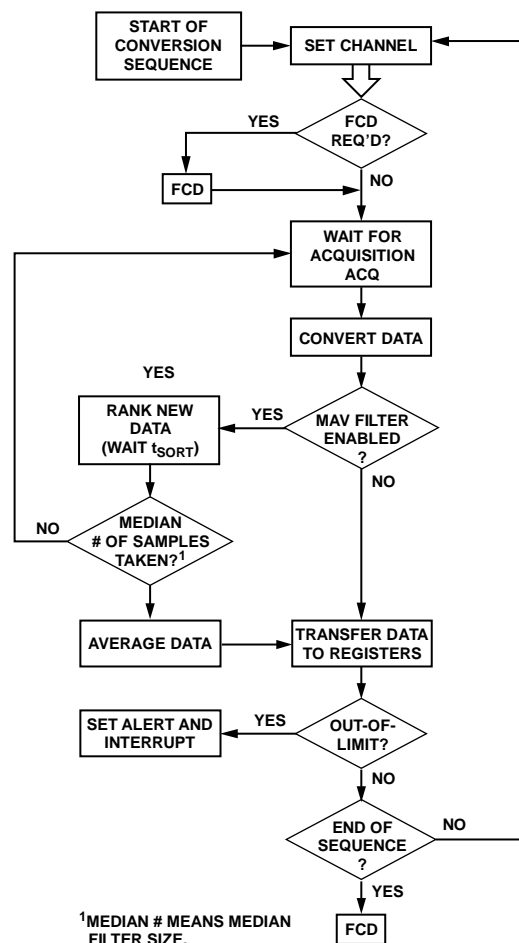 START OF
CONVERSION
SEQUENCE
SET CHANNEL
FCD
REQ'D?
YES
NO
FCD
WAIT FOR
ACQUISITION
ACQ
CONVERT DATA
YES
RANK NEW
DATA
(WAIT tSORT)
YES
MAV FILTER
ENABLED
?
NO
NO
MEDIAN
# OF SAMPLES
TAKEN?1
AVERAGE DATA
TRANSFER DATA
TO REGISTERS
SET ALERT AND
INTERRUPT
YES
OUT-OF-
LIMIT?
NO
END OF
SEQUENCE
?
NO
YES
FCD
1MEDIAN # MEANS MEDIAN
FILTER SIZE.